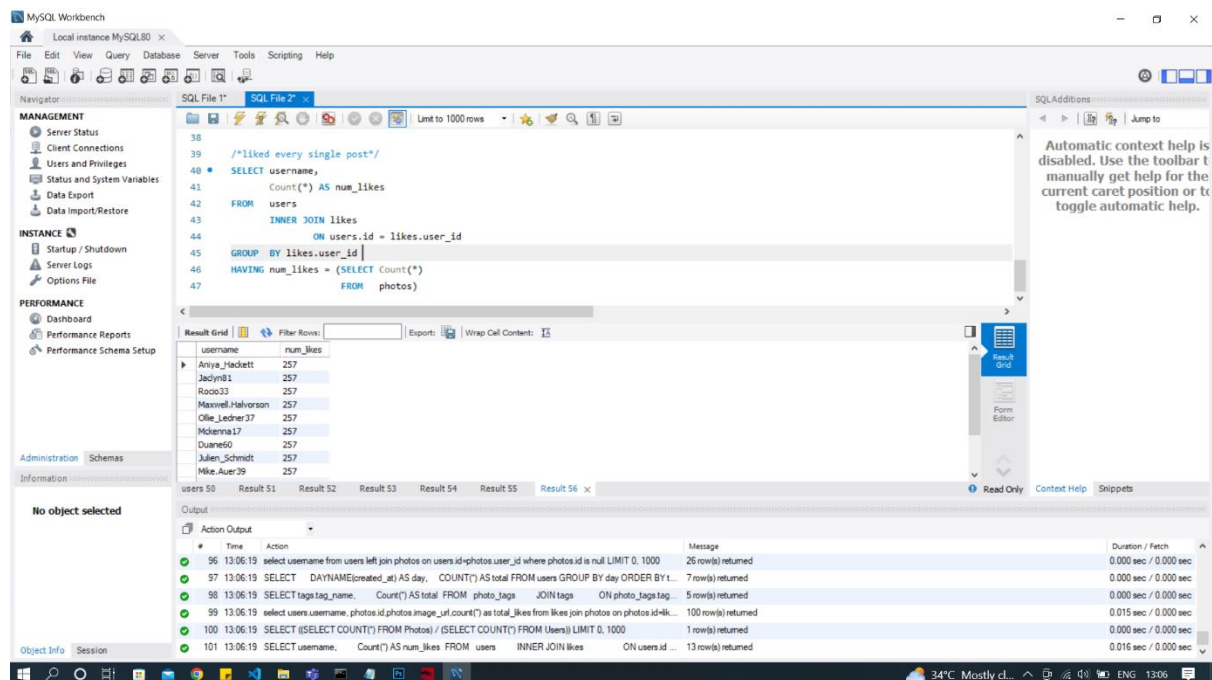 MySQL Workbench
Local instance MySQL80 ×
File Edit View Query Database Server Tools Scripting Help
Navigator
MANAGEMENT
Server Status
Client Connections
Users and Privileges
Status and System Variables
Data Export
Data Import/Restore
INSTANCE
Startup / Shutdown
Server Logs
Options File
PERFORMANCE
Dashboard
Performance Reports
Performance Schema Setup
Administration Schemas
Information
No object selected
Object Info Session
SQL File 1* SQL File 2* ×
Limit to 1000 rows
38
39 /*liked every single post*/
40 SELECT username,
41 Count(*) AS num_likes
42 FROM users
43 INNER JOIN likes
44 ON users.id = likes.user_id
45 GROUP BY likes.user_id
46 HAVING num_likes = (SELECT Count(*)
47 FROM photos)
Result Grid Filter Rows: Export: Wrap Cell Content:
username num_likes
Aniya_Hackett 257
Jaclyn81 257
Rocio33 257
Maxwell.Halvorson 257
Ollie_Ledner37 257
Mckenna17 257
Duane60 257
Julien_Schmidt 257
Mike.Auer39 257
Result
Grid
Form
Editor
users 50 Result 51 Result 52 Result 53 Result 54 Result 55 Result 56 × Read Only
Output
Action Output
# Time Action Message Duration / Fetch
96 13:06:19 select username from users left join photos on users.id=photos.user_id where photos.id is null LIMIT 0, 1000 26 row(s) returned 0.000 sec / 0.000 sec
97 13:06:19 SELECT DAYNAME(created_at) AS day, COUNT(*) AS total FROM users GROUP BY day ORDER BY t... 7 row(s) returned 0.000 sec / 0.000 sec
98 13:06:19 SELECT tags.tag_name, Count(*) AS total FROM photo_tags JOIN tags ON photo_tags.tag... 5 row(s) returned 0.000 sec / 0.000 sec
99 13:06:19 select users.username, photos.id,photos.image_url,count(*) as total_likes from likes join photos on photos.id=lik... 100 row(s) returned 0.015 sec / 0.000 sec
100 13:06:19 SELECT ((SELECT COUNT(*) FROM Photos) / (SELECT COUNT(*) FROM Users)) LIMIT 0, 1000 1 row(s) returned 0.000 sec / 0.000 sec
101 13:06:19 SELECT username, Count(*) AS num_likes FROM users INNER JOIN likes ON users.id ... 13 row(s) returned 0.016 sec / 0.000 sec
SQLAdditions
Jump to
Automatic context help is
disabled. Use the toolbar t
manually get help for the
current caret position or to
toggle automatic help.
Context Help Snippets
34°C Mostly cl... ENG 13:06